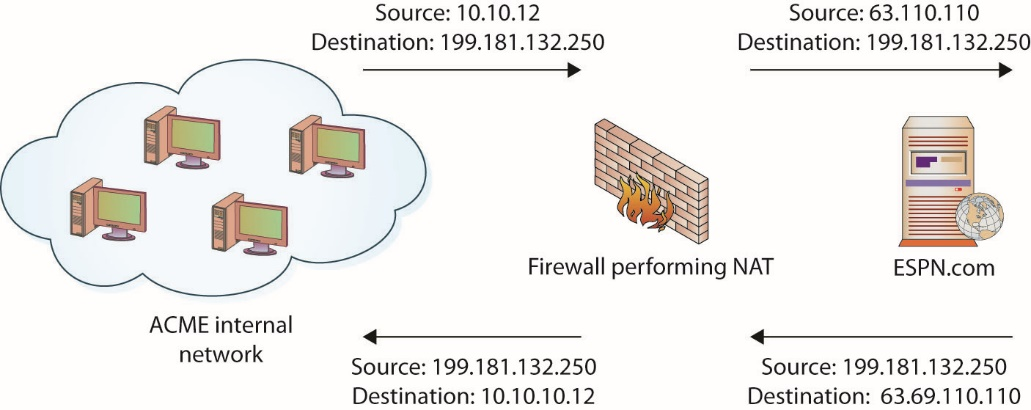 Source: 10.10.12
Destination: 199.181.132.250
Source: 63.110.110
Destination: 199.181.132.250
Firewall performing NAT
ESPN.com
ACME internal
network
Source: 199.181.132.250
Destination: 10.10.10.12
Source: 199.181.132.250
Destination: 63.69.110.110